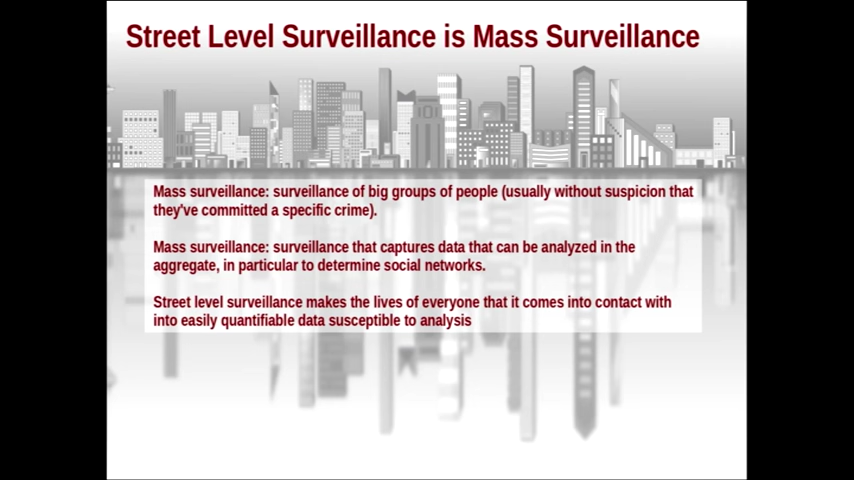 Street Level Surveillance is Mass Surveillance
Mass surveillance: surveillance of big groups of people (usually without suspicion that
they've committed a specific crime).
Mass surveillance: surveillance that captures data that can be analyzed in the
aggregate, in particular to determine social networks.
Street level surveillance makes the lives of everyone that it comes into contact with
into easily quantifiable data susceptible to analysis